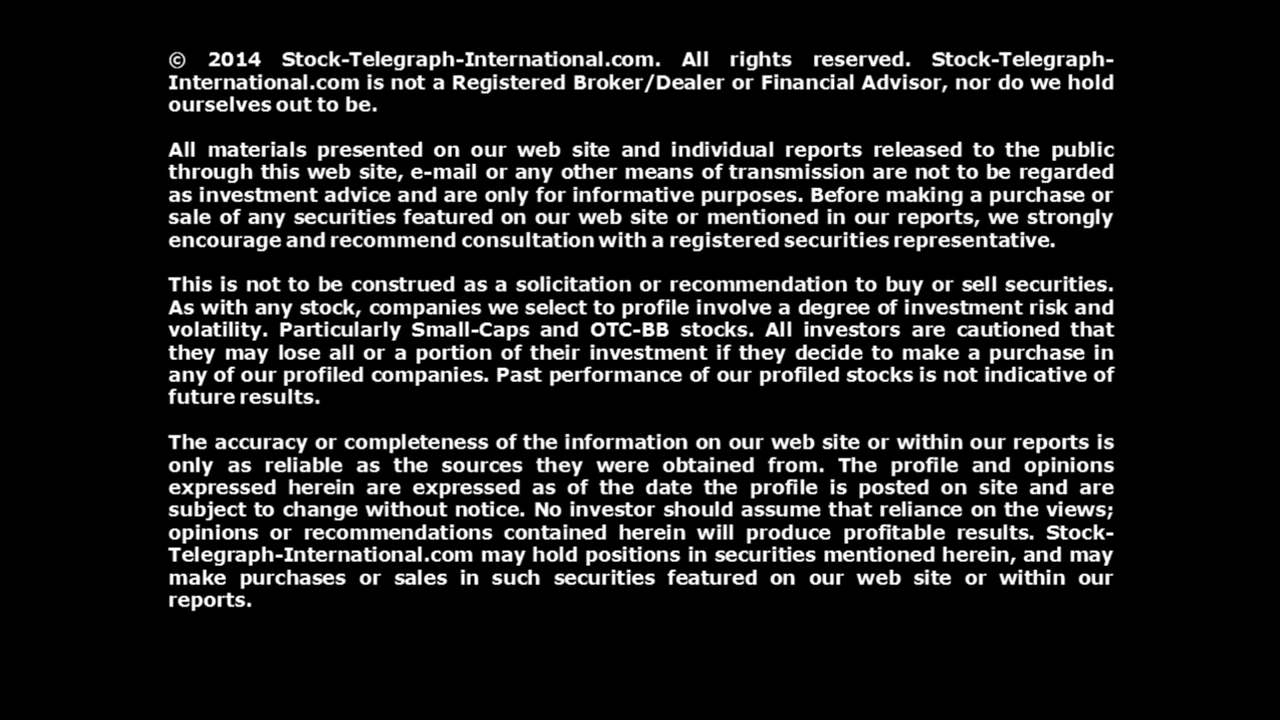 © 2014 Stock-Telegraph-International.com. All rights reserved. Stock-Telegraph-
International.com is not a Registered Broker/Dealer or Financial Advisor, nor do we hold
ourselves out to be.
All materials presented on our web site and individual reports released to the public
through this web site, e-mail or any other means of transmission are not to be regarded
as investment advice and are only for informative purposes. Before making a purchase or
sale of any securities featured on our web site or mentioned in our reports, we strongly
encourage and recommend consultation with a registered securities representative.
This is not to be construed as a solicitation or recommendation to buy or sell securities.
As with any stock, companies we select to profile involve a degree of investment risk and
volatility. Particularly Small-Caps and OTC-BB stocks. All investors are cautioned that
they may lose all or a portion of their investment if they decide to make a purchase in
any of our profiled companies. Past performance of our profiled stocks is not indicative of
future results.
The accuracy or completeness of the information on our web site or within our reports is
only as reliable as the sources they were obtained from. The profile and opinions
expressed herein are expressed as of the date the profile is posted on site and are
subject to change without notice. No investor should assume that reliance on the views;
opinions or recommendations contained herein will produce profitable results. Stock-
Telegraph-International.com may hold positions in securities mentioned herein, and may
make purchases or sales in such securities featured on our web site or within our
reports.